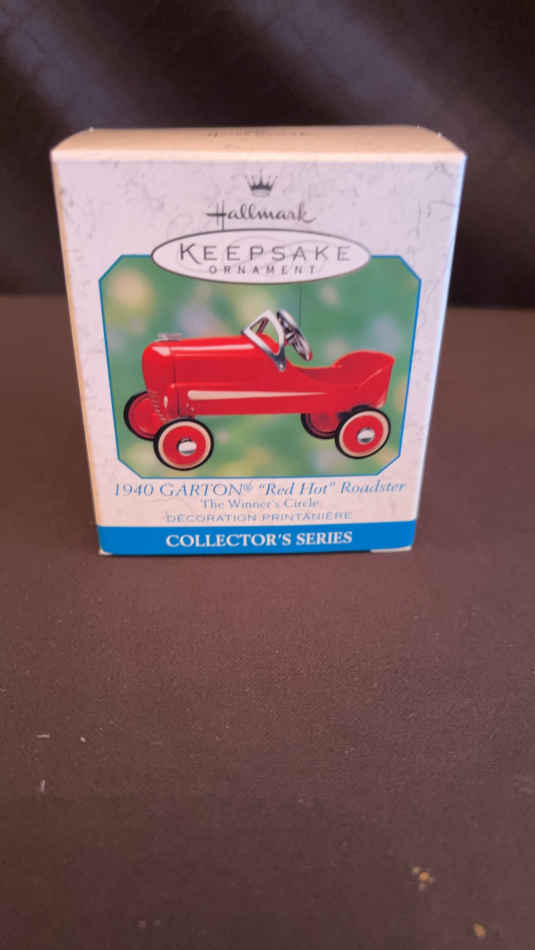 Hallmark
KEEPSAKE
ORNAMENT
1940 GARTON® "Red Hot" Roadster
The Winner's Circle
DÉCORATION PRINTANIÈRE
COLLECTOR'S SERIES